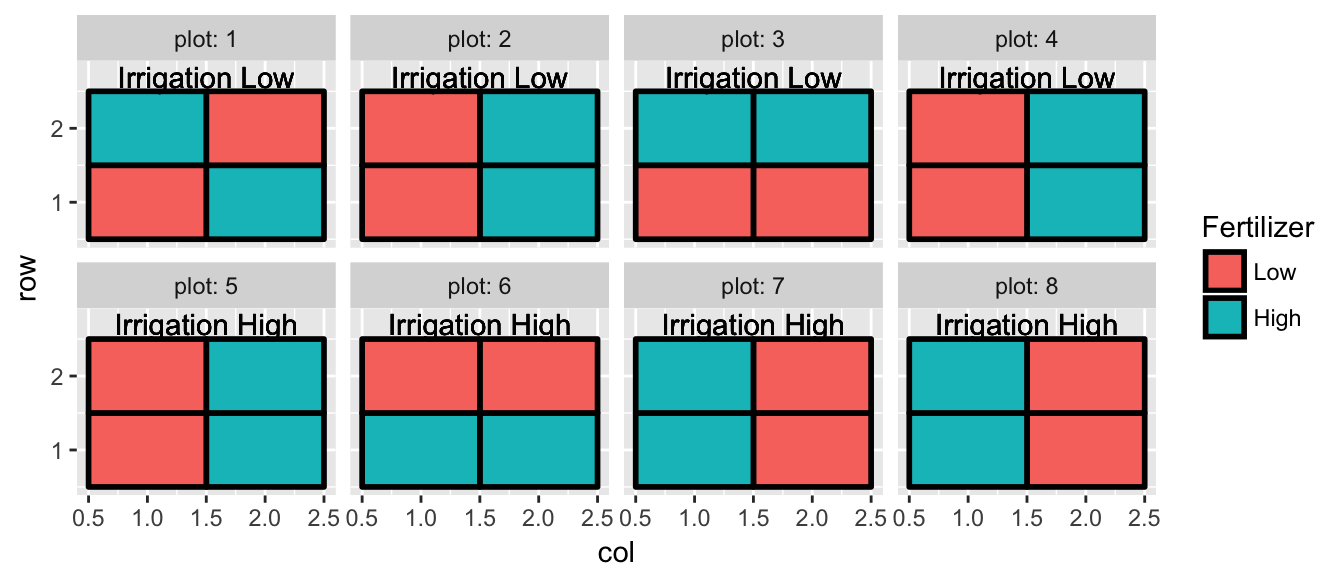 plot: 1 plot: 2 plot: 3 plot: 4
Irrigation Low Irrigation Low Irrigation Low Irrigation Low
2
1
plot: 5 plot: 6 plot: 7 plot: 8
Irrigation High Irrigation High Irrigation High Irrigation High
2
1
0.5 1.0 1.5 2.0 2.5 0.5 1.0 1.5 2.0 2.5 0.5 1.0 1.5 2.0 2.5 0.5 1.0 1.5 2.0 2.5
col
row
Fertilizer
Low
High